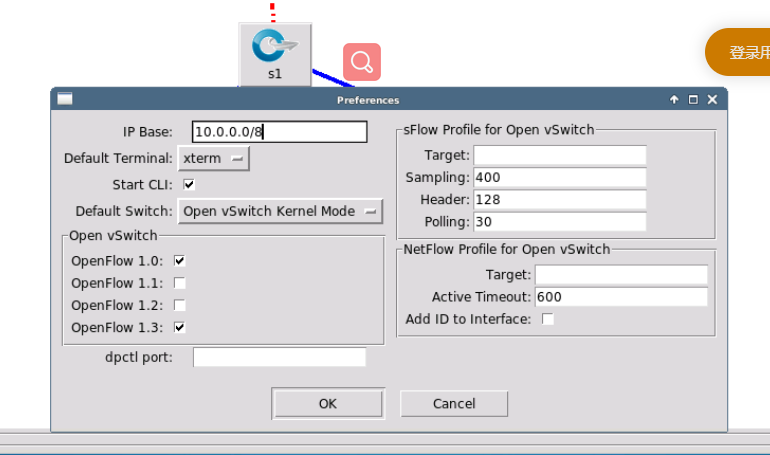 登录用
s1
Preferences
IP Base: 10.0.0.0/8
Default Terminal: xterm
Start CLI:
Default Switch: Open vSwitch Kernel Mode
Open vSwitch
OpenFlow 1.0:
OpenFlow 1.1:
OpenFlow 1.2:
OpenFlow 1.3:
dpctl port:
sFlow Profile for Open vSwitch
Target:
Sampling: 400
Header: 128
Polling: 30
NetFlow Profile for Open vSwitch
Target:
Active Timeout: 600
Add ID to Interface:
OK
Cancel